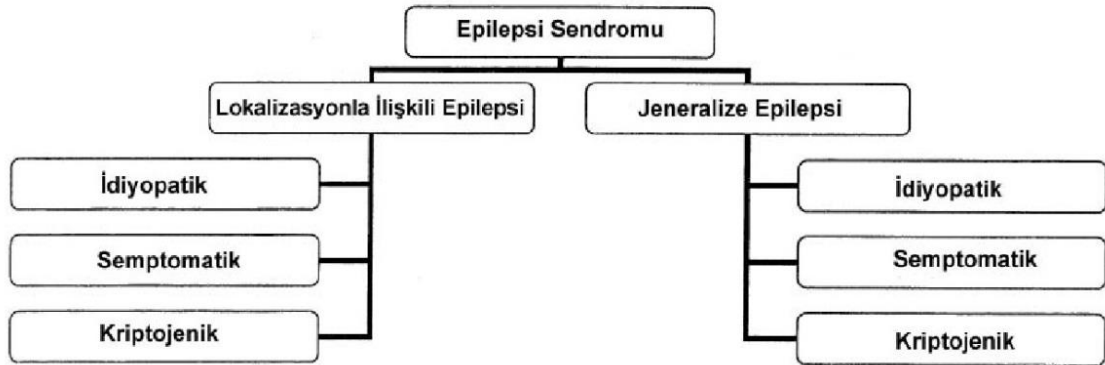 Epilepsi Sendromu
Lokalizasyonla İlişkili Epilepsi
Jeneralize Epilepsi
İdiyopatik
Semptomatik
Kriptojenik
İdiyopatik
Semptomatik
Kriptojenik